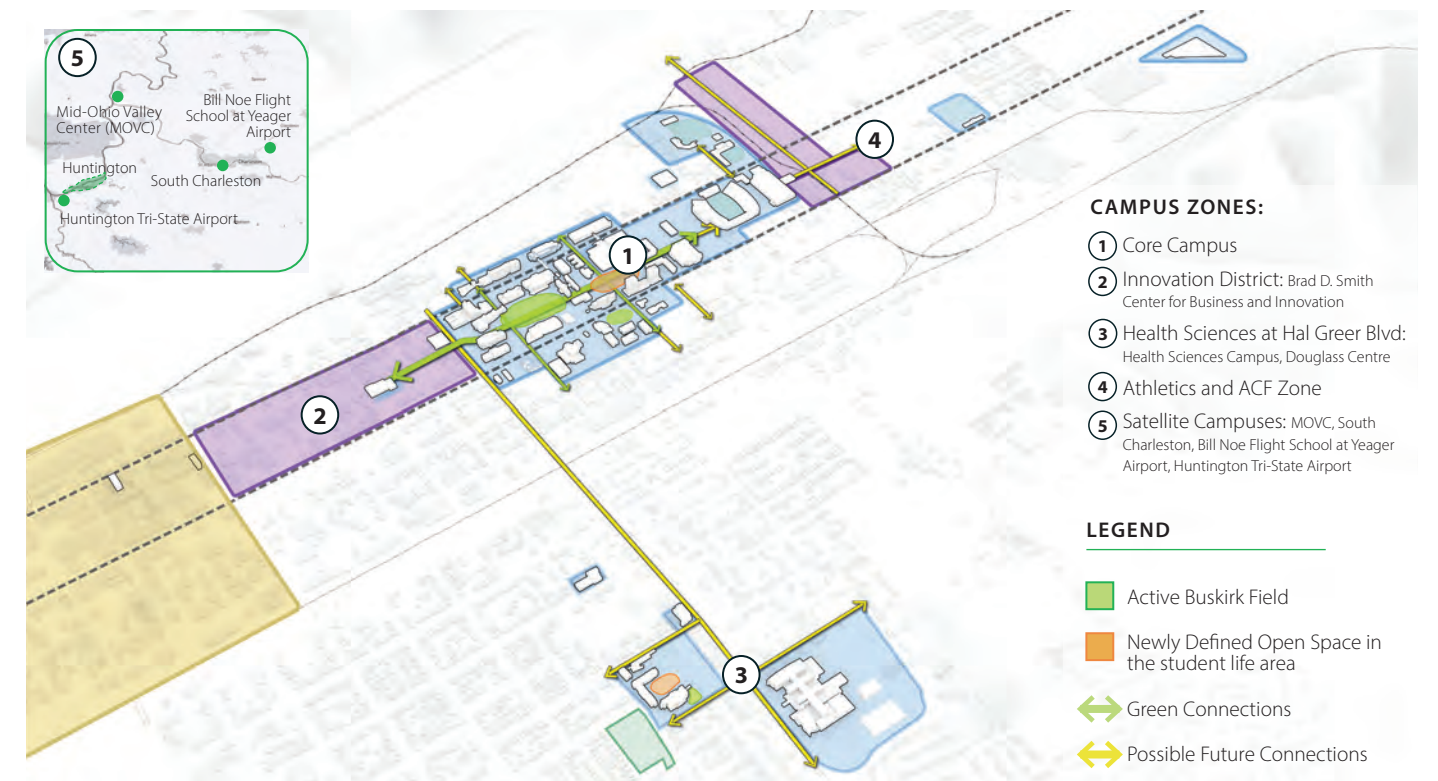 5
Mid-Ohio Valley
Center (MOVC)
Bill Noe Flight
School at Yeager
Airport
Huntington
South Charleston
Huntington Tri-State Airport
4
1
2
3
CAMPUS ZONES:
1 Core Campus
2 Innovation District: Brad D. Smith
Center for Business and Innovation
3 Health Sciences at Hal Greer Blvd:
Health Sciences Campus, Douglass Centre
4 Athletics and ACF Zone
5 Satellite Campuses: MOVC, South
Charleston, Bill Noe Flight School at Yeager
Airport, Huntington Tri-State Airport
LEGEND
Active Buskirk Field
Newly Defined Open Space in
the student life area
Green Connections
Possible Future Connections